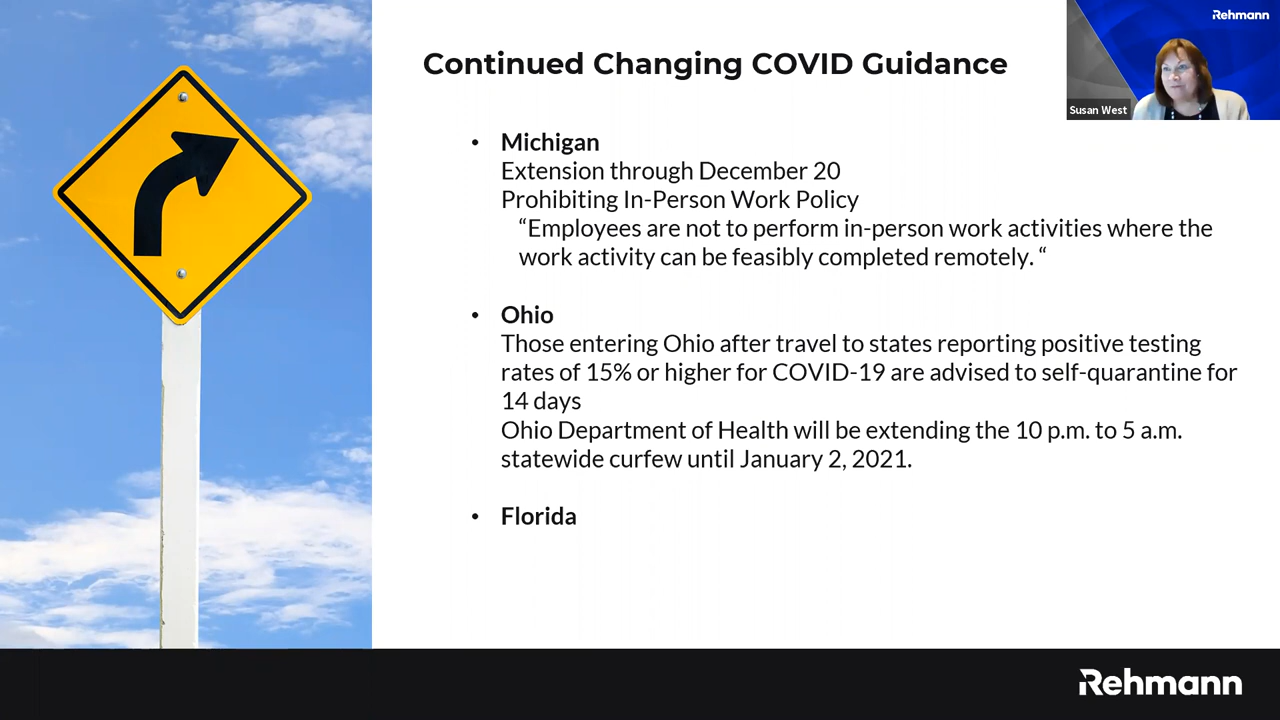 Rehmann
Continued Changing COVID Guidance
Susan West
• Michigan
Extension through December 20
Prohibiting In-Person Work Policy
“Employees are not to perform in-person work activities where the
work activity can be feasibly completed remotely. “
• Ohio
Those entering Ohio after travel to states reporting positive testing
rates of 15% or higher for COVID-19 are advised to self-quarantine for
14 days
Ohio Department of Health will be extending the 10 p.m. to 5 a.m.
statewide curfew until January 2, 2021.
• Florida
Rehmann